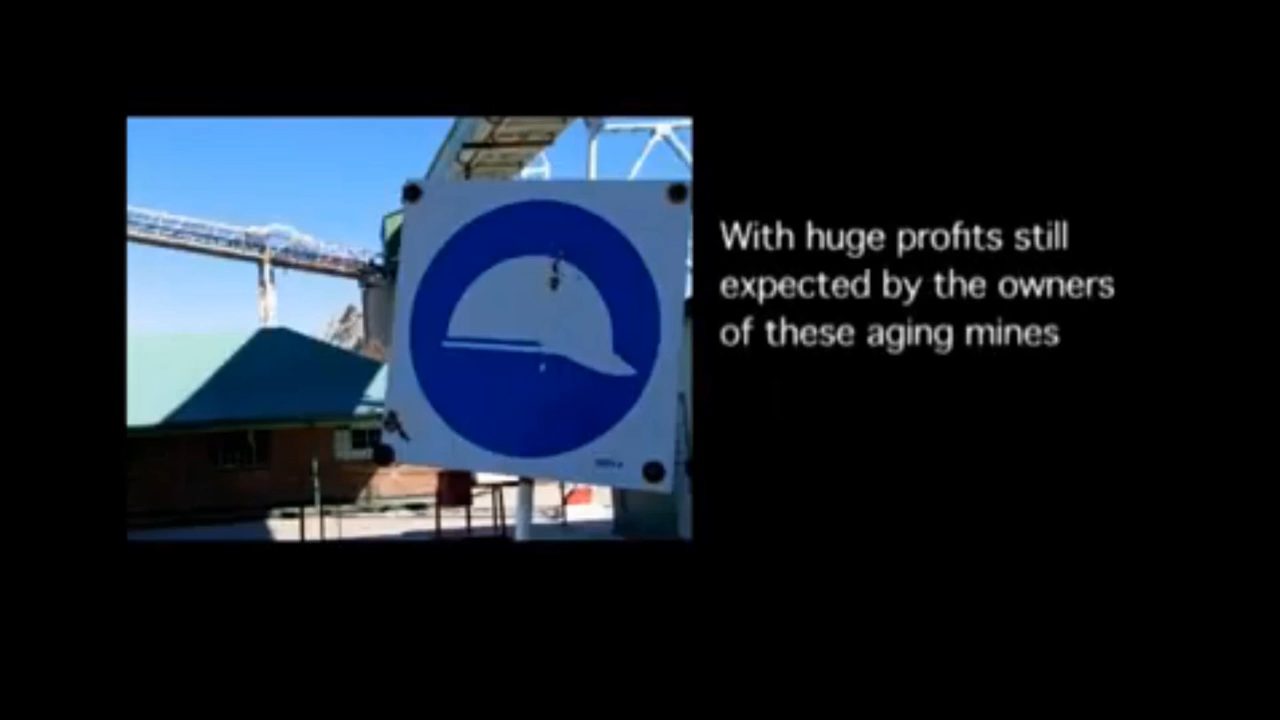 With huge profits still
expected by the owners
of these aging mines